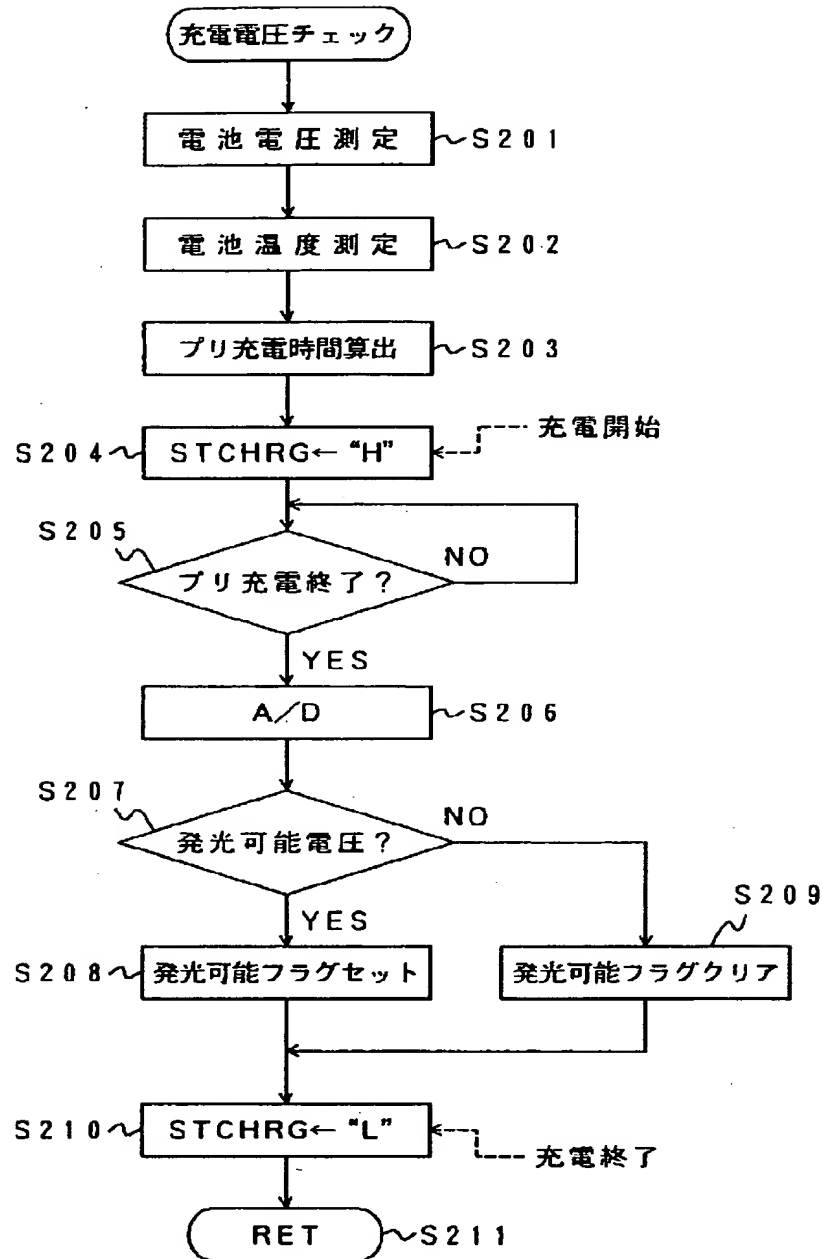 充電電圧チェック
電池電圧測定 S201
電池温度測定 S202
プリ充電時間算出 S203
充電開始
S204 STCHRG←“H”
S205
プリ充電終了? NO
YES
A/D S206
S207
発光可能電圧? NO
YES
S209
S208 発光可能フラグセット 発光可能フラグクリア
S210 STCHRG←“L”
充電終了
RET S211